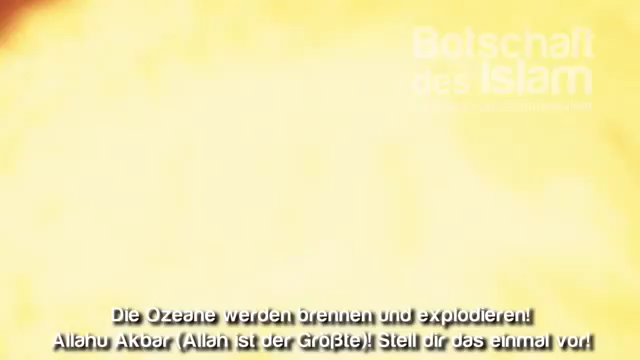 Botschaft
des Islam
Die Ozeane werden brennen und explodieren!
Allahu Akbar (Allah ist der Größte)! Stell dir das einmal vor!